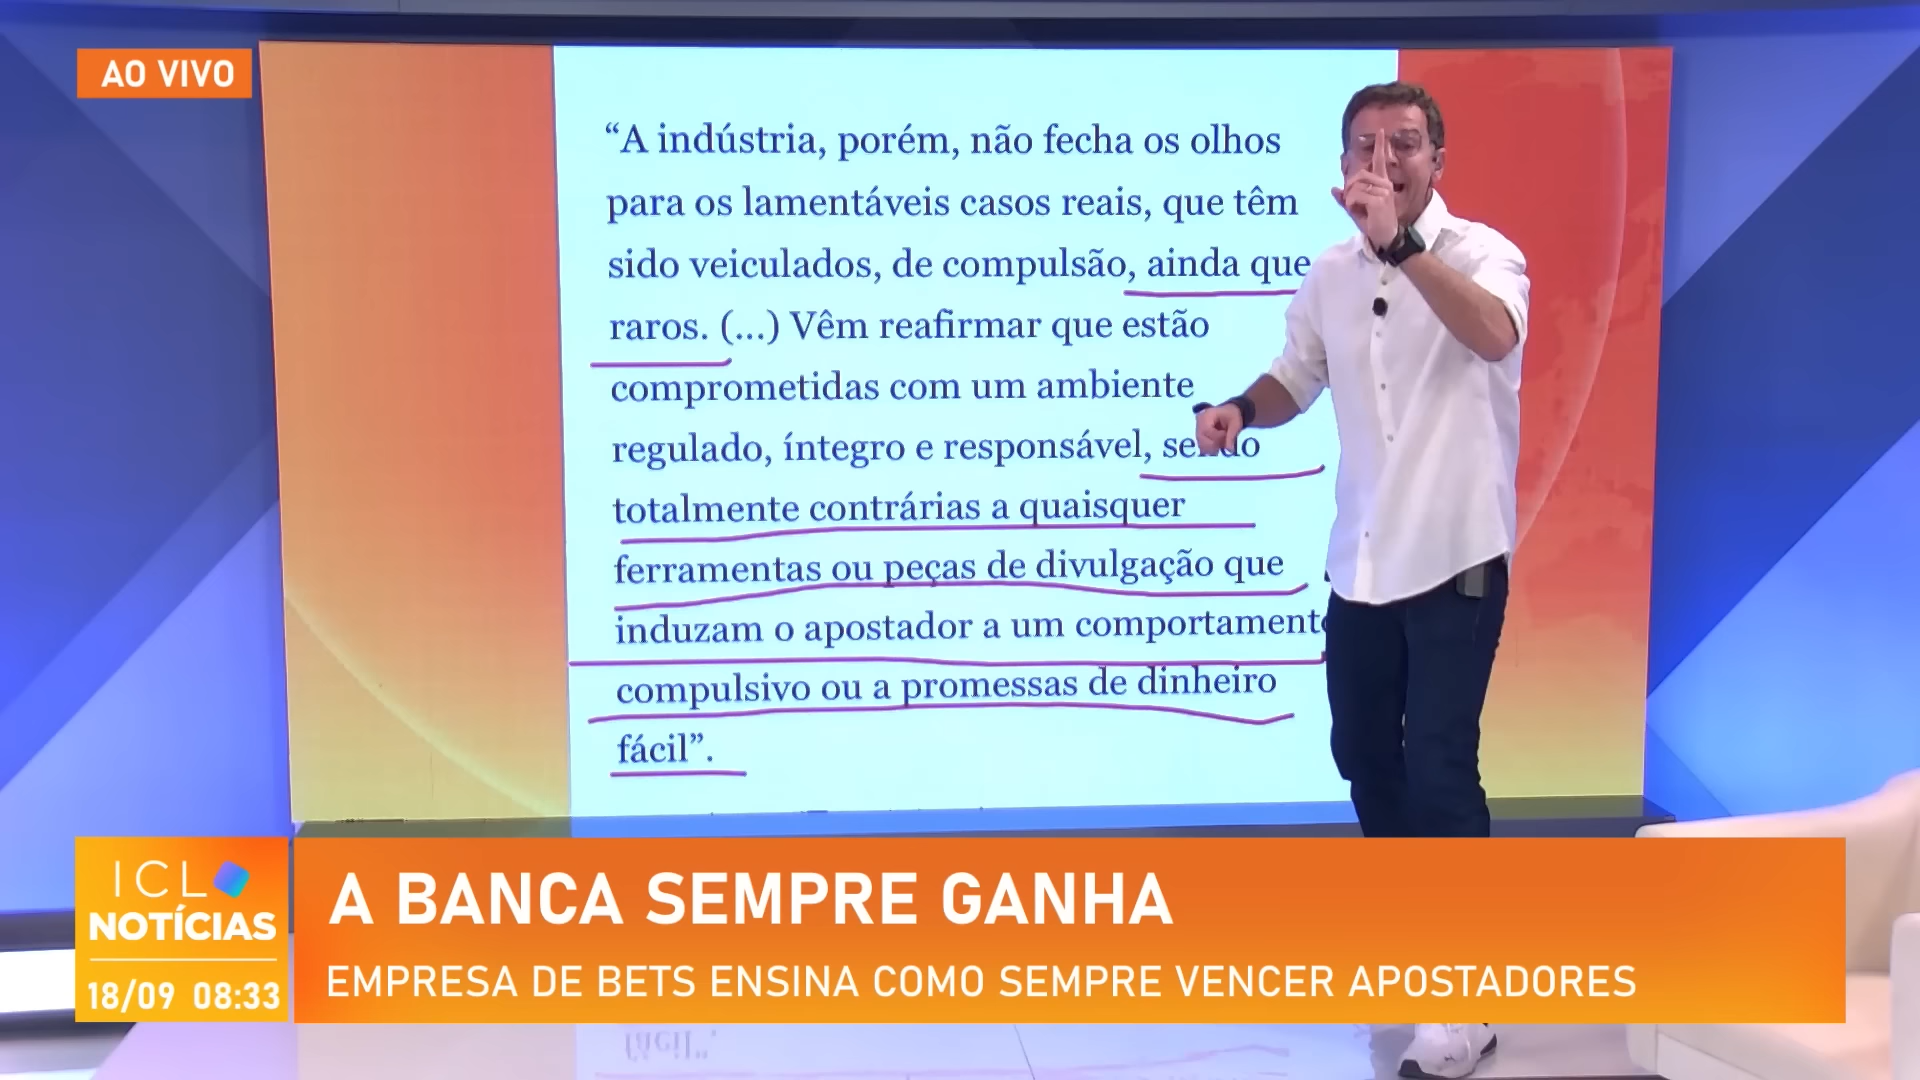 AO VIVO
“A indústria, porém, não fecha os olhos
para os lamentáveis casos reais, que têm
sido veiculados, de compulsão, ainda que
raros. (...) Vêm reafirmar que estão
comprometidas com um ambiente
regulado, íntegro e responsável, sendo
totalmente contrárias a quaisquer
ferramentas ou peças de divulgação que
induzam o apostador a um comportamento
compulsivo ou a promessas de dinheiro
fácil”.
ICL
NOTÍCIAS
18/09 08:33
A BANCA SEMPRE GANHA
EMPRESA DE BETS ENSINA COMO SEMPRE VENCER APOSTADORES